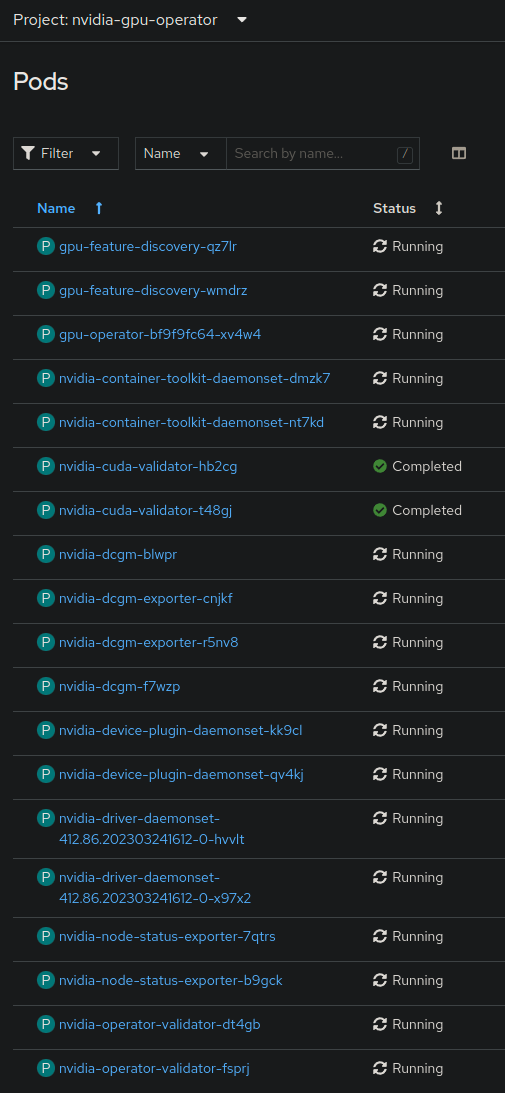 Project: nvidia-gpu-operator
Pods
Filter Name Search by name... /
Name Status
P gpu-feature-discovery-qz7lr Running
P gpu-feature-discovery-wmdrz Running
P gpu-operator-bf9f9fc64-xv4w4 Running
P nvidia-container-toolkit-daemonset-dmzk7 Running
P nvidia-container-toolkit-daemonset-nt7kd Running
P nvidia-cuda-validator-hb2cg Completed
P nvidia-cuda-validator-t48gj Completed
P nvidia-dcgm-blwpr Running
P nvidia-dcgm-exporter-cnjkf Running
P nvidia-dcgm-exporter-r5nv8 Running
P nvidia-dcgm-f7wzp Running
P nvidia-device-plugin-daemonset-kk9cl Running
P nvidia-device-plugin-daemonset-qv4kj Running
P nvidia-driver-daemonset- Running
412.86.202303241612-0-hvvlt
P nvidia-driver-daemonset- Running
412.86.202303241612-0-x97x2
P nvidia-node-status-exporter-7qtrs Running
P nvidia-node-status-exporter-b9gck Running
P nvidia-operator-validator-dt4gb Running
P nvidia-operator-validator-fsprj Running